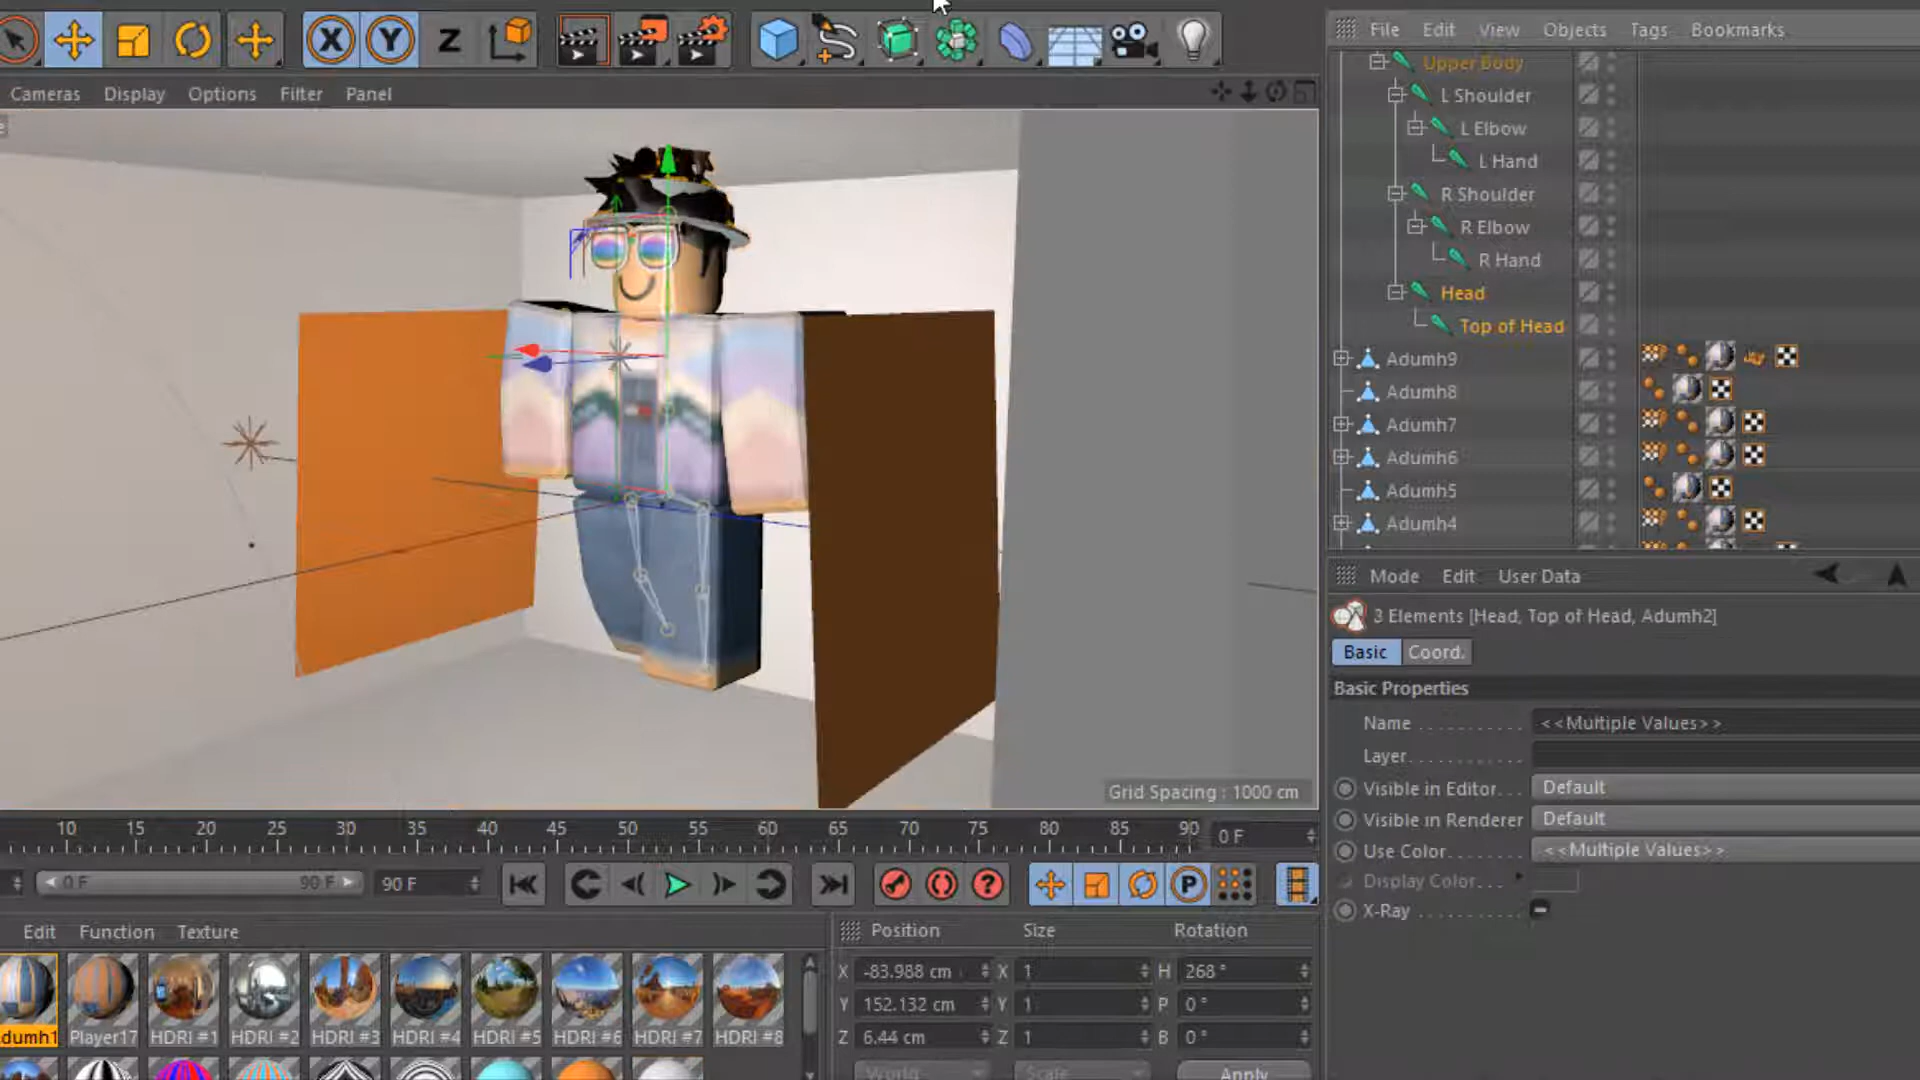 X Y Z
File Edit View Objects Tags Bookmarks
Cameras Display Options Filter Panel
Upper Body
L Shoulder
L Elbow
L Hand
R Shoulder
R Elbow
R Hand
Head
Top of Head
Adumh9
Adumh8
Adumh7
Adumh6
Adumh5
Adumh4
Grid Spacing : 1000 cm
Mode Edit User Data
3 Elements [Head, Top of Head, Adumh2]
Basic Coord.
Basic Properties
Name <<Multiple Values>>
Layer
Visible in Editor Default
Visible in Renderer Default
Use Color <<Multiple Values>>
Display Color
X-Ray
10 15 20 25 30 35 40 45 50 55 60 65 70 75 80 85 90 0 F
0 F 90 F 90 F
P
Edit Function Texture
dumh1 Player17 HDRI #1 HDRI #2 HDRI #3 HDRI #4 HDRI #5 HDRI #6 HDRI #7 HDRI #8
Position Size Rotation
X -83.988 cm X 1 H 268 °
Y 152.132 cm Y 1 P 0 °
Z 6.44 cm Z 1 B 0 °
World Scale Apply